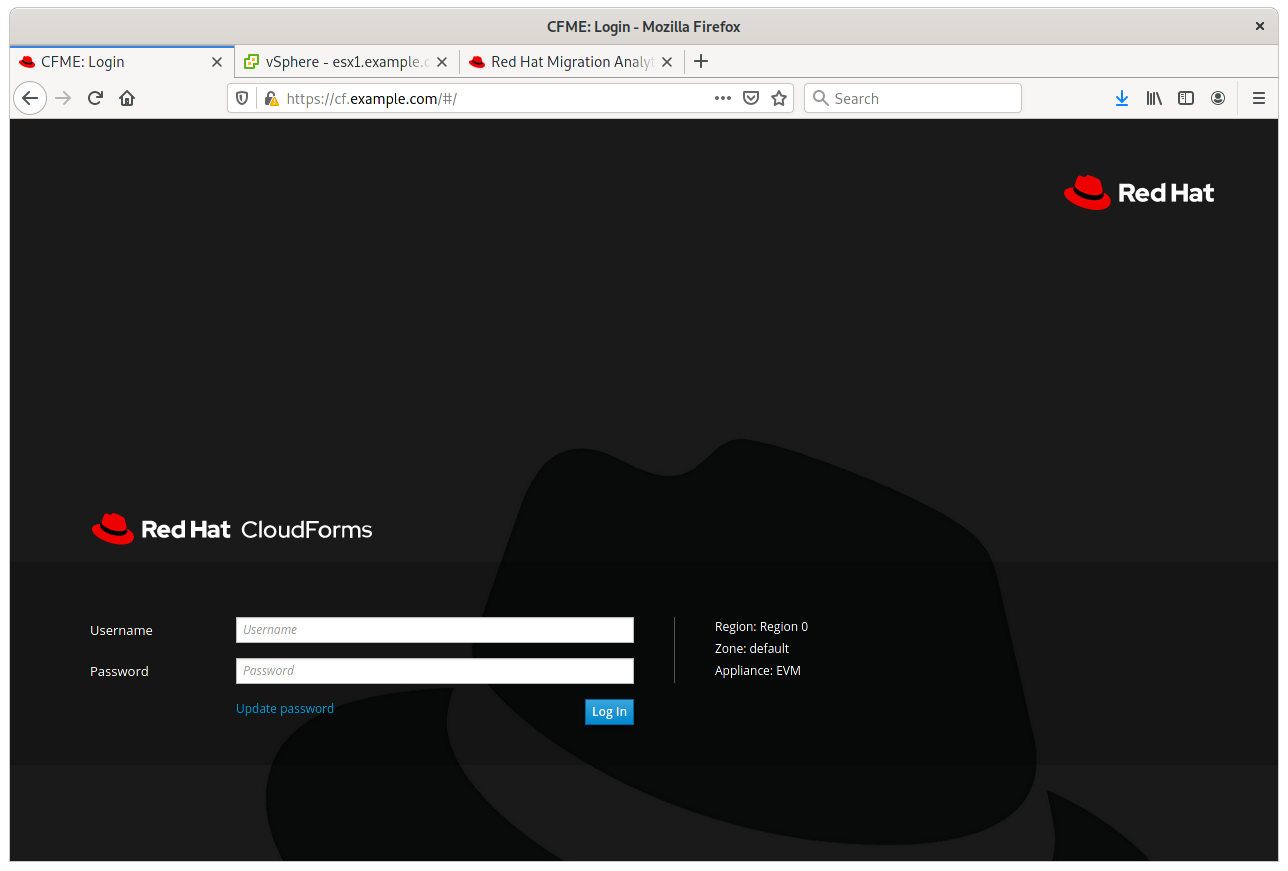 CFME: Login - Mozilla Firefox
CFME: Login
vSphere - esx1.example.c
Red Hat Migration Analyt
https://cf.example.com/#/
Search
Red Hat
Red Hat CloudForms
Username
Username
Region: Region 0
Zone: default
Password
Password
Appliance: EVM
Update password
Log In